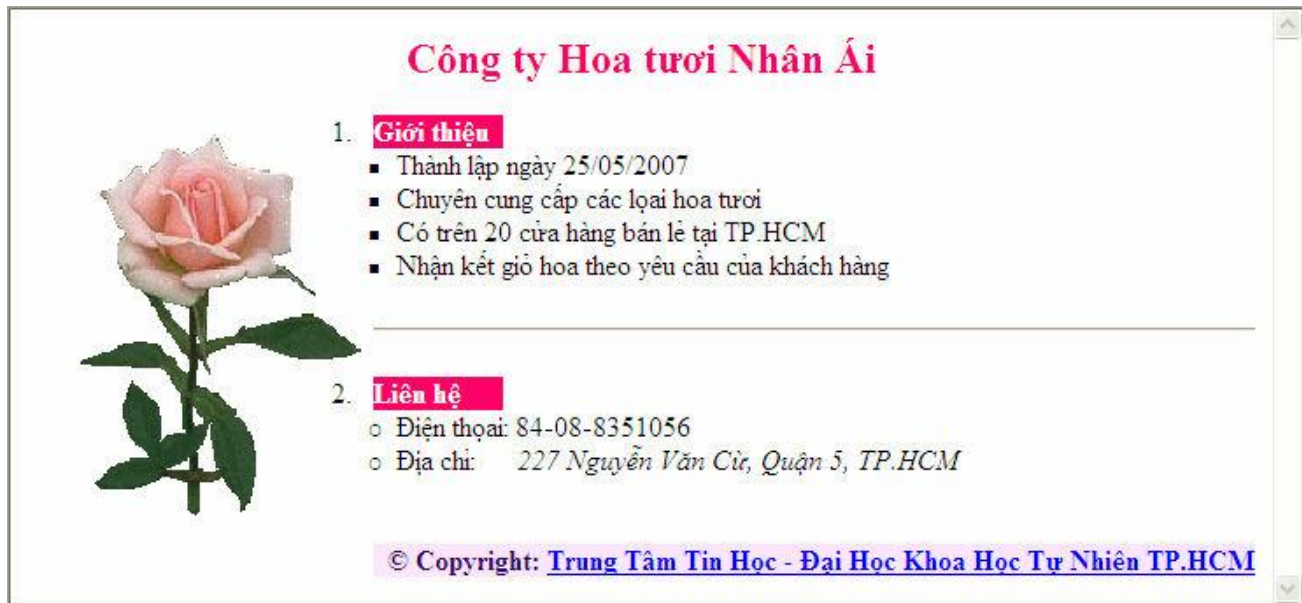 Công ty Hoa tươi Nhân Ái
1. Giới thiệu
▪ Thành lập ngày 25/05/2007
▪ Chuyên cung cấp các lọai hoa tươi
▪ Có trên 20 cửa hàng bán lẻ tại TP.HCM
▪ Nhận kết giỏ hoa theo yêu cầu của khách hàng
2. Liên hệ
○ Điện thọai: 84-08-8351056
○ Địa chỉ: 227 Nguyễn Văn Cừ, Quận 5, TP.HCM
© Copyright: Trung Tâm Tin Học - Đại Học Khoa Học Tự Nhiên TP.HCM